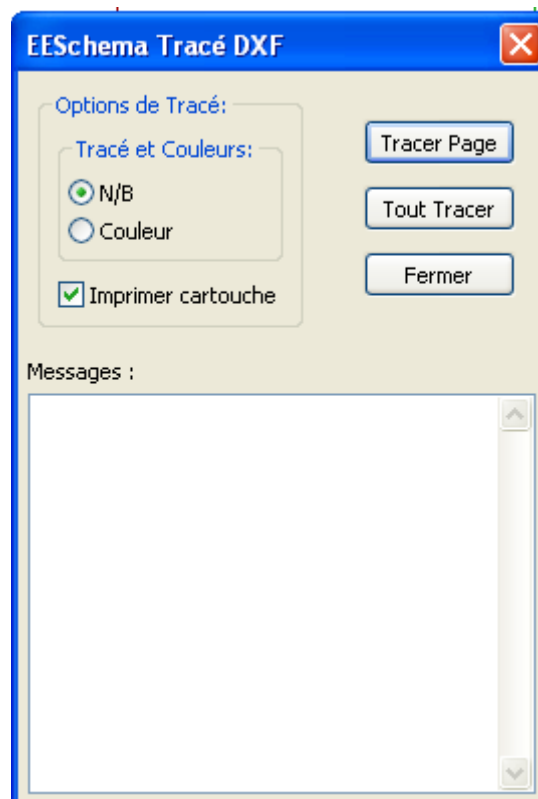 EESchema Tracé DXF
Options de Tracé:
Tracé et Couleurs:
N/B
Couleur
Imprimer cartouche
Tracer Page
Tout Tracer
Fermer
Messages :